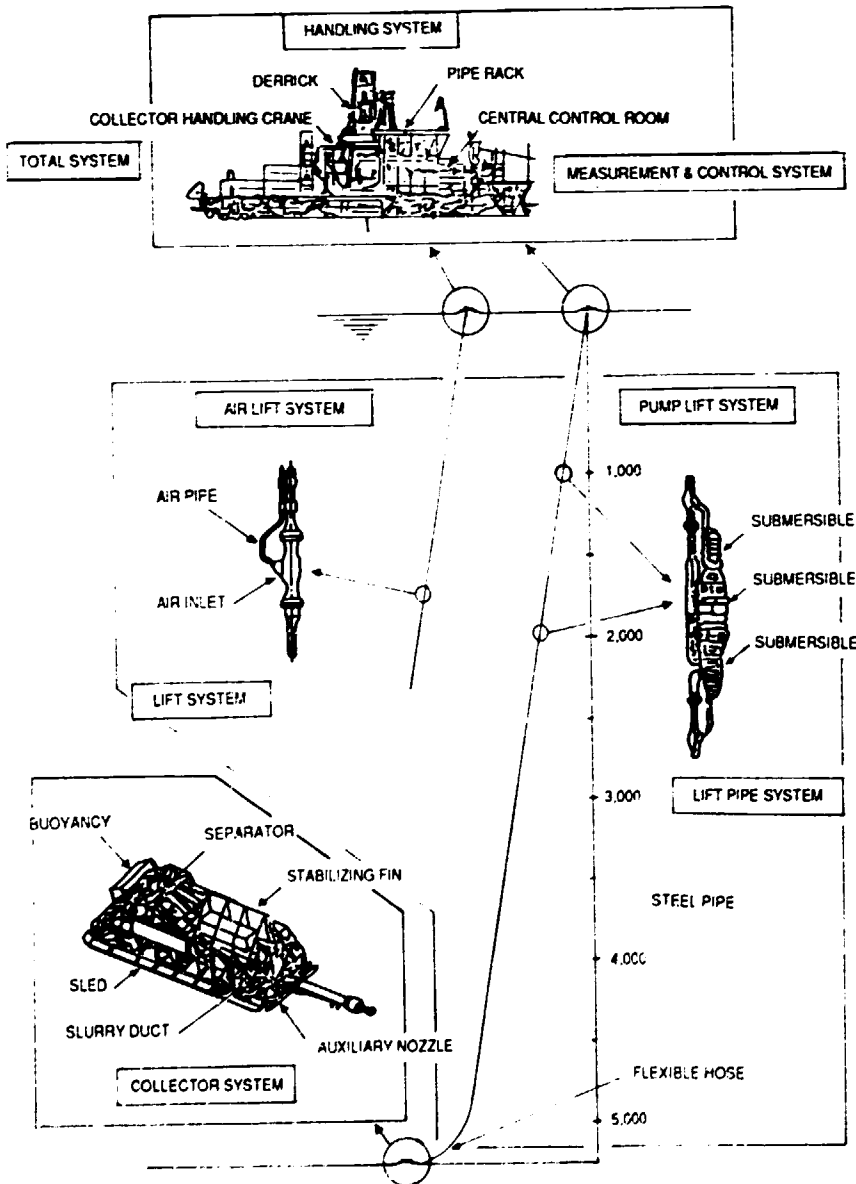 HANDLING SYSTEM
DERRICK
PIPE RACK
COLLECTOR HANDLING CRANE
CENTRAL CONTROL ROOM
TOTAL SYSTEM
MEASUREMENT & CONTROL SYSTEM
AIR LIFT SYSTEM
PUMP LIFT SYSTEM
1,000
AIR PIPE
SUBMERSIBLE
SUBMERSIBLE
AIR INLET
2,000
SUBMERSIBLE
LIFT SYSTEM
3,000
LIFT PIPE SYSTEM
BUOYANCY
SEPARATOR
STABILIZING FIN
STEEL PIPE
4,000
SLED
SLURRY DUCT
AUXILIARY NOZZLE
FLEXIBLE HOSE
COLLECTOR SYSTEM
5,000